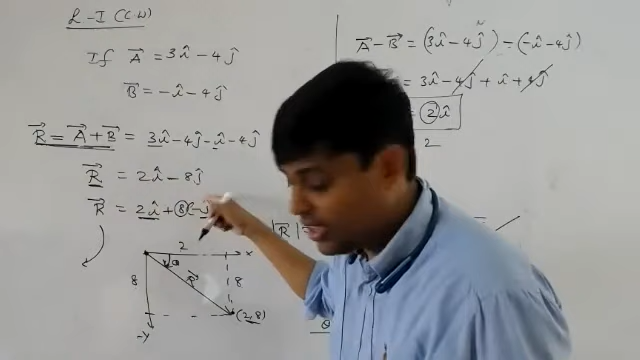 L-I (C.W)
If A⃗ = 3î - 4ĵ
B⃗ = -î - 4ĵ
R⃗ = A⃗ + B⃗ = 3î - 4ĵ - î - 4ĵ
R⃗ = 2î - 8ĵ
R⃗ = 2î + 8(-
2
x
θ
8
R⃗
8
(2,8)
-y
A⃗ - B⃗ = (3î - 4ĵ) - (-î - 4ĵ)
3î - 4ĵ + î + 4ĵ
= 2î
2
|R⃗| =
θ